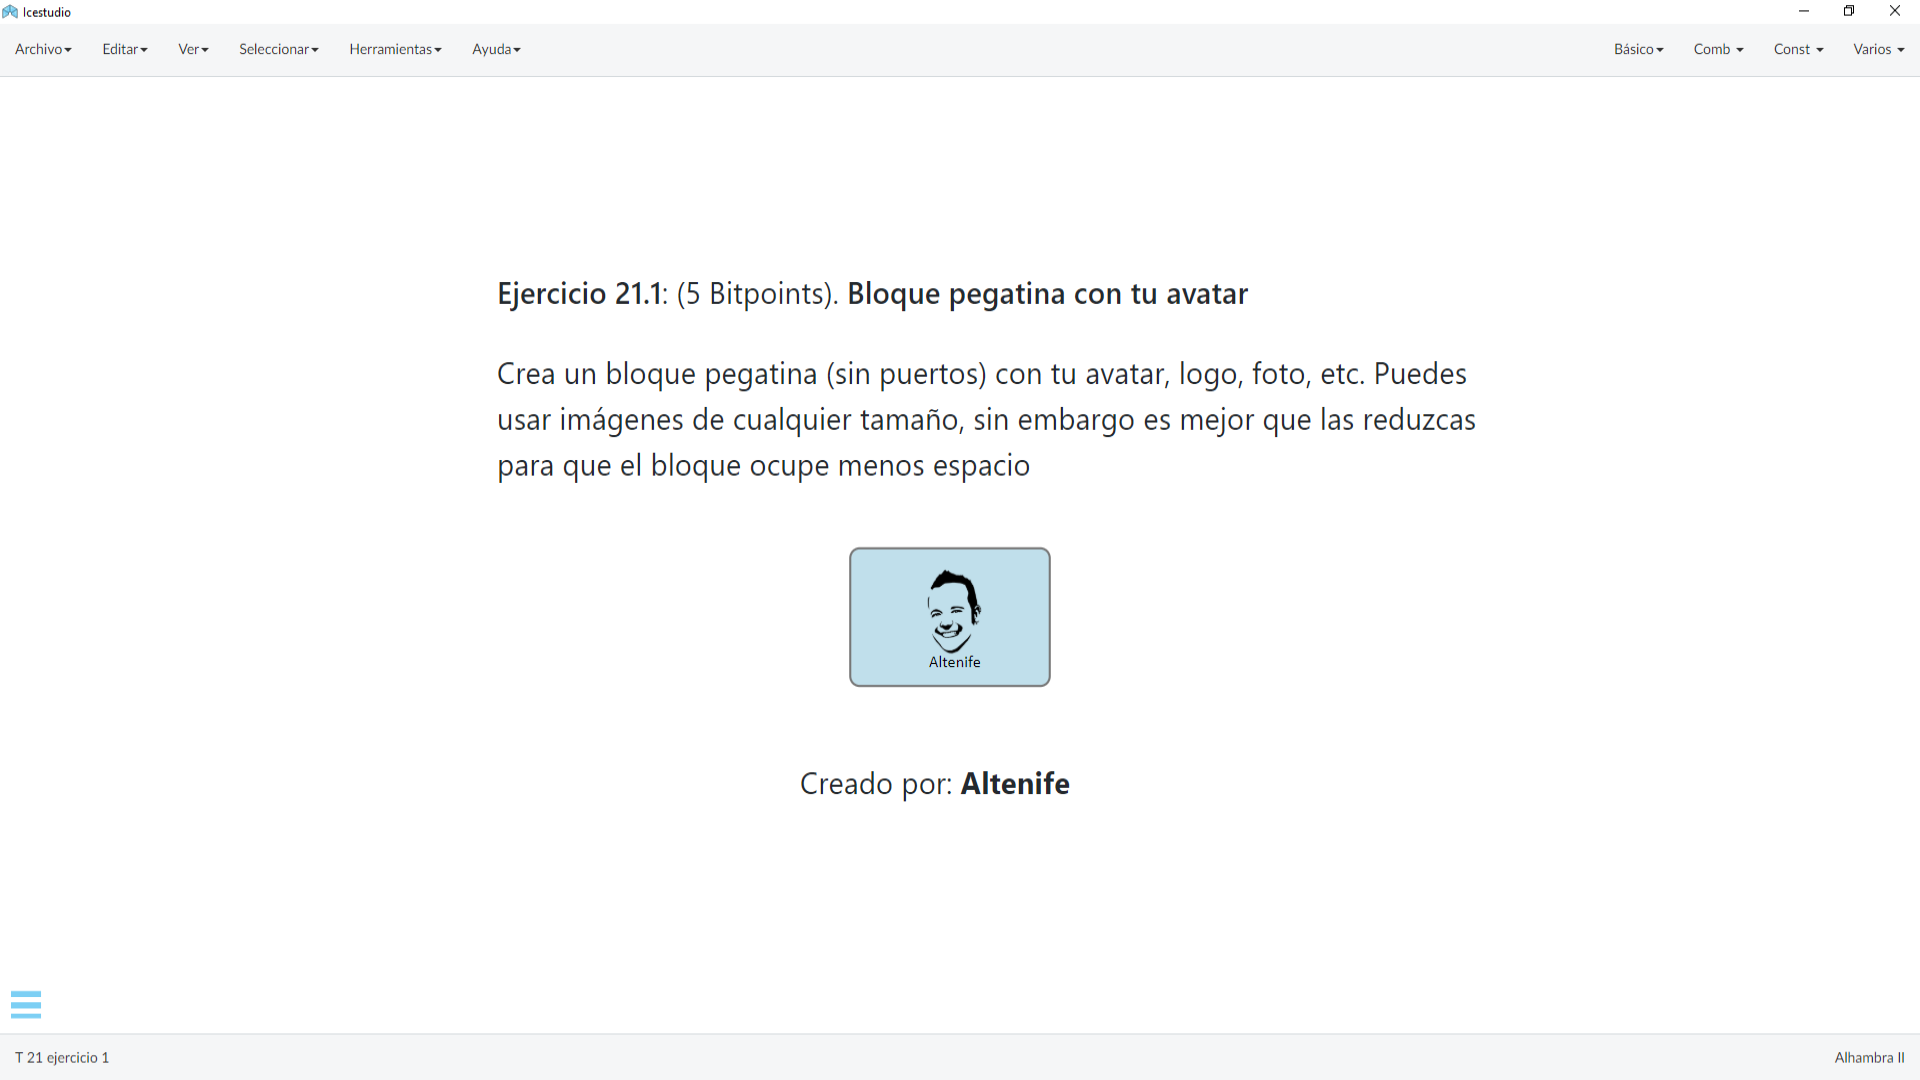 Icestudio
Archivo Editar Ver Seleccionar Herramientas Ayuda Básico Comb Const Varios
Ejercicio 21.1: (5 Bitpoints). Bloque pegatina con tu avatar
Crea un bloque pegatina (sin puertos) con tu avatar, logo, foto, etc. Puedes
usar imágenes de cualquier tamaño, sin embargo es mejor que las reduzcas
para que el bloque ocupe menos espacio
Altenife
Creado por: Altenife
T 21 ejercicio 1 Alhambra II